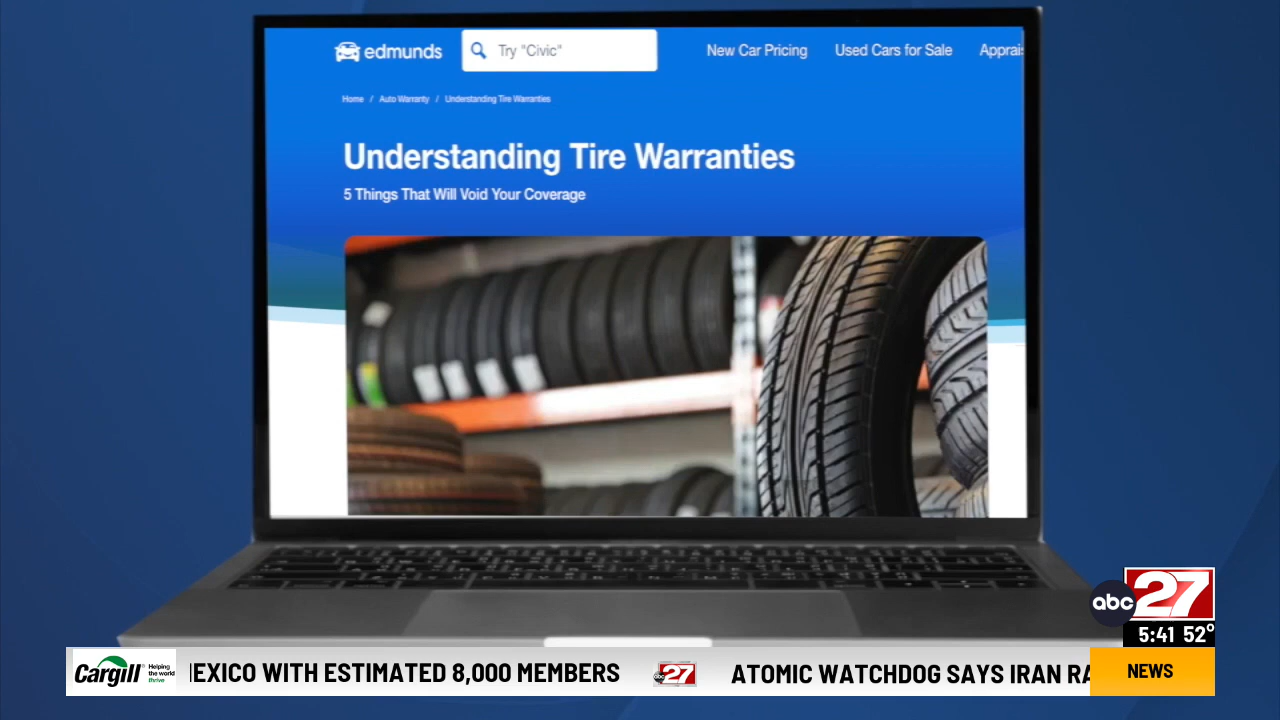 edmunds
Try "Civic"
New Car Pricing
Used Cars for Sale
Apprais
Home / Auto Warranty / Understanding Tire Warranties
Understanding Tire Warranties
5 Things That Will Void Your Coverage
abc 27
5:41 52°
Cargill
Helping
the world
thrive
EXICO WITH ESTIMATED 8,000 MEMBERS
abc 27
ATOMIC WATCHDOG SAYS IRAN RA
NEWS